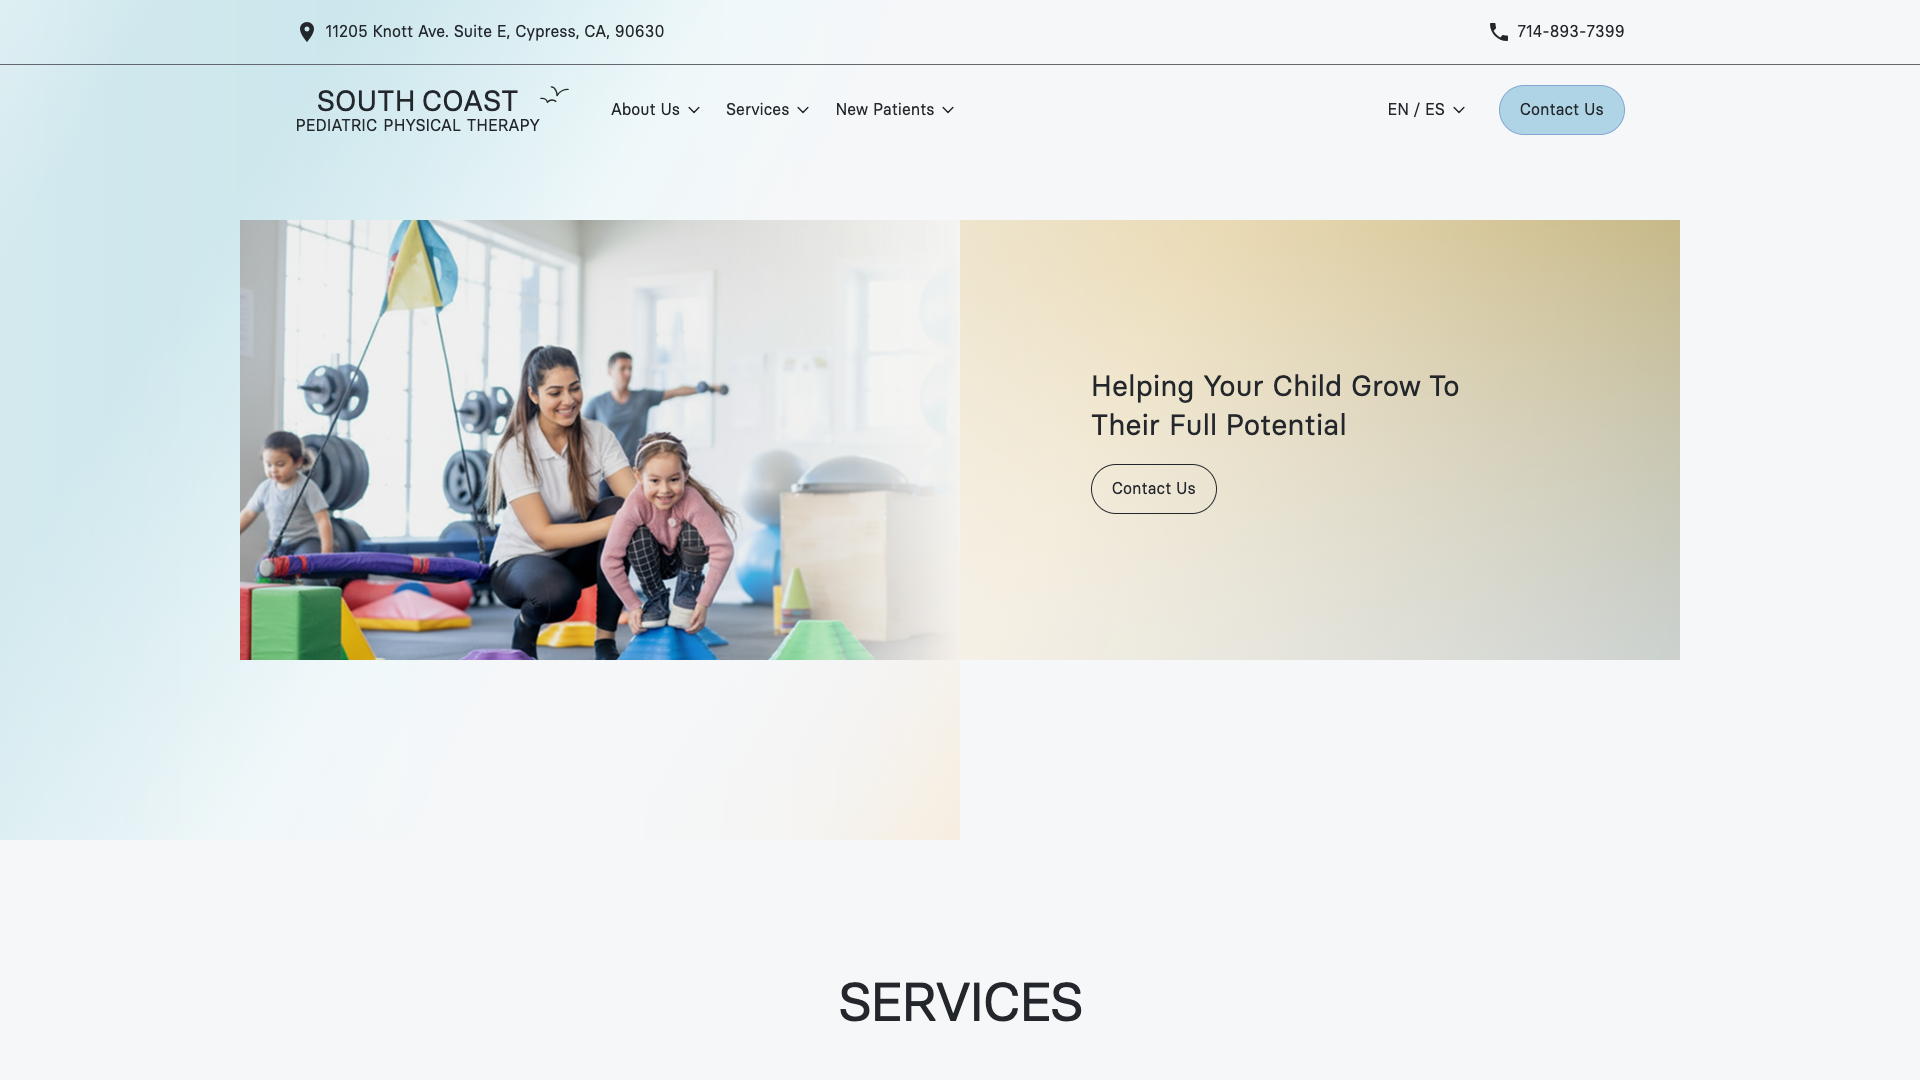 11205 Knott Ave. Suite E, Cypress, CA, 90630
714-893-7399
SOUTH COAST
PEDIATRIC PHYSICAL THERAPY
About Us
Services
New Patients
EN / ES
Contact Us
Helping Your Child Grow To
Their Full Potential
Contact Us
SERVICES